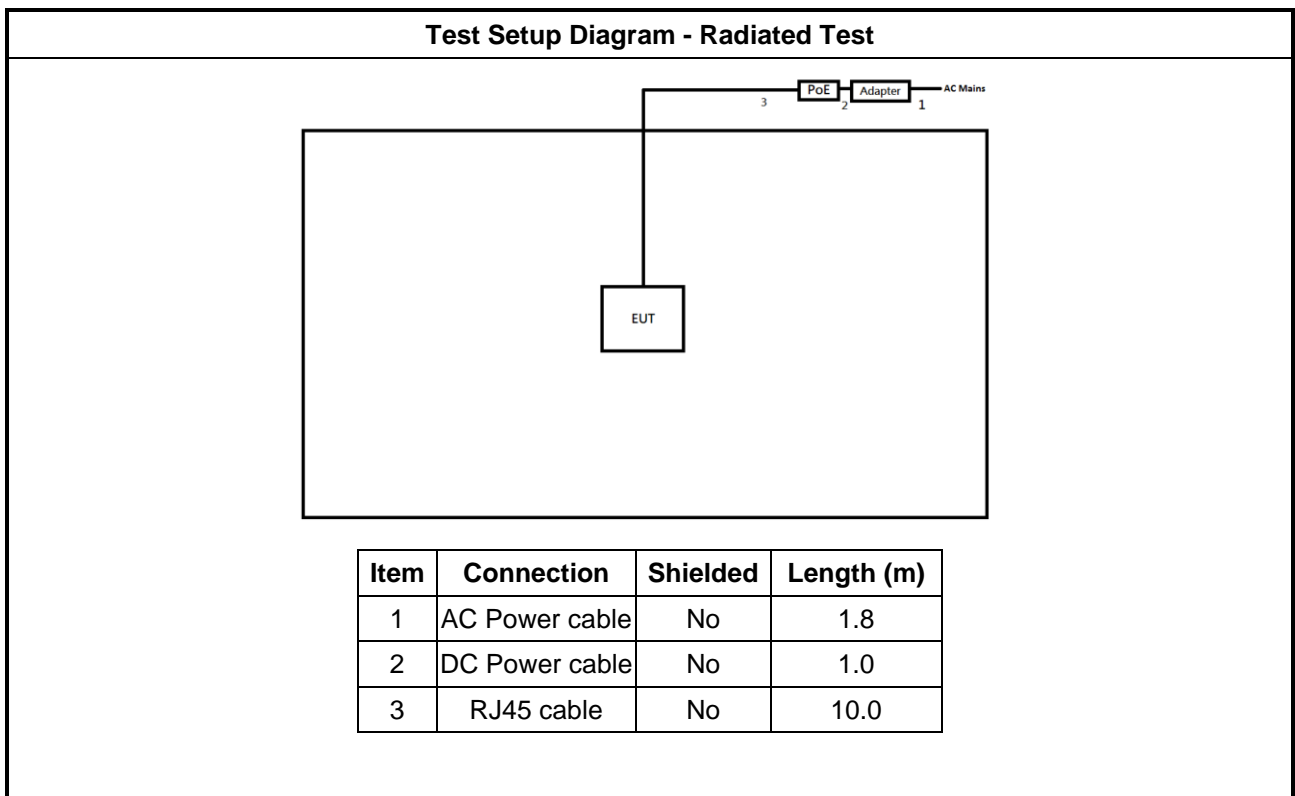 Test Setup Diagram - Radiated Test
3 PoE 2 Adapter 1 AC Mains
EUT
Item Connection Shielded Length (m)
1 AC Power cable No 1.8
2 DC Power cable No 1.0
3 RJ45 cable No 10.0